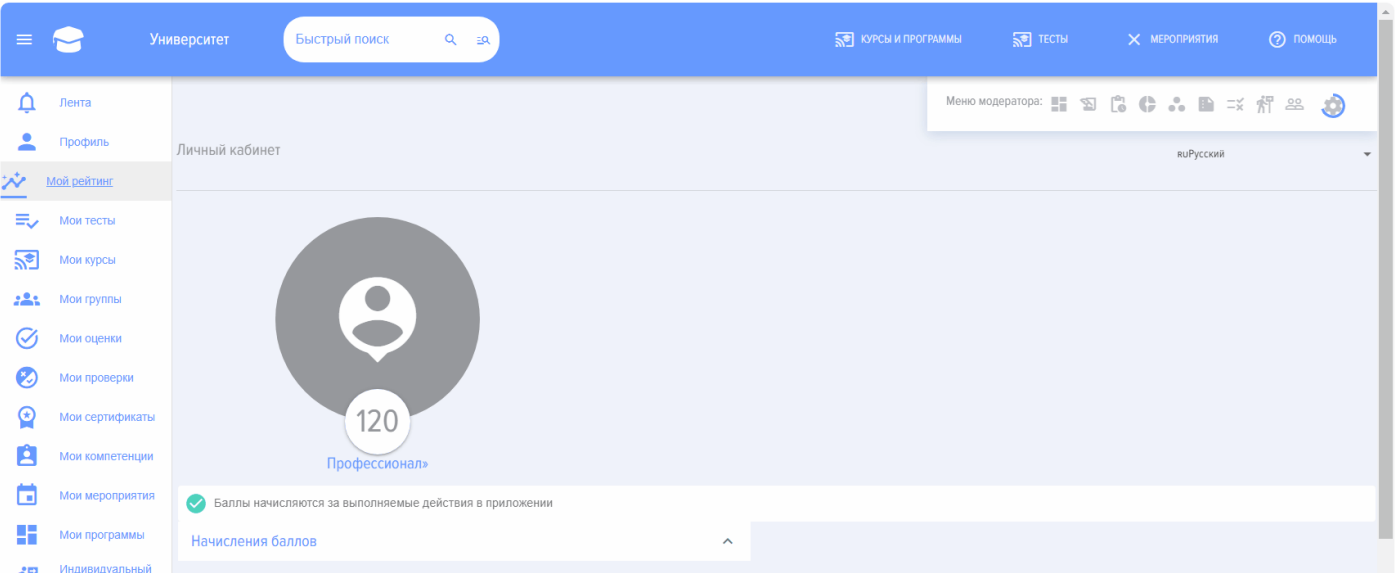 Университет
Быстрый поиск
КУРСЫ И ПРОГРАММЫ
ТЕСТЫ
МЕРОПРИЯТИЯ
ПОМОЩЬ
Меню модератора:
Лента
Профиль
Мой рейтинг
Мои тесты
Мои курсы
Мои группы
Мои оценки
Мои проверки
Мои сертификаты
Мои компетенции
Мои мероприятия
Мои программы
Индивидуальный
Личный кабинет
RUРусский
120
Профессионал»
Баллы начисляются за выполняемые действия в приложении
Начисления баллов